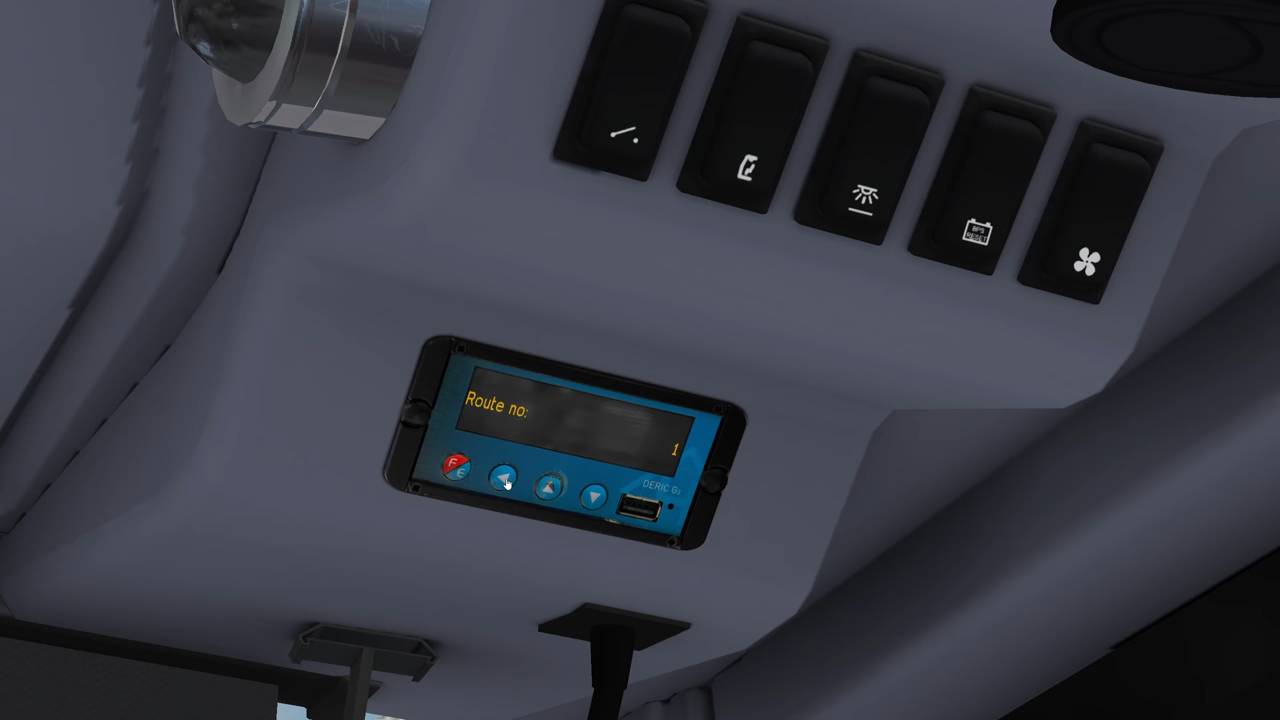 BPS
RESET
Route no:
1
F
E
DERIC G3